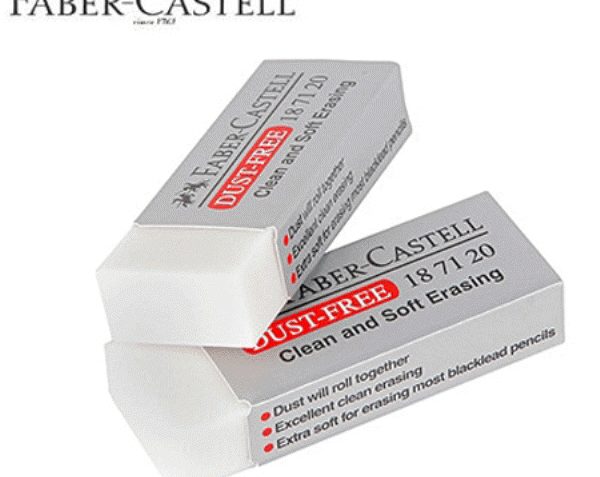 FABER-CASTELL
since 1761
FABER-CASTELL
DUST-FREE 18 71 20
Clean and Soft Erasing
Dust will roll together
Excellent clean erasing
Extra soft for erasing most blacklead pencils
FABER-CASTELL
DUST-FREE 18 71 20
Clean and Soft Erasing
Dust will roll together
Excellent clean erasing
Extra soft for erasing most blacklead pencils